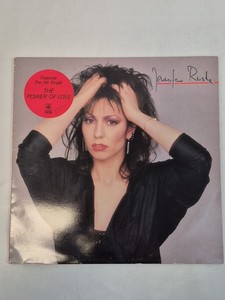 Features
The Hit Single
THE
POWER OF LOVE
Jennifer Rush